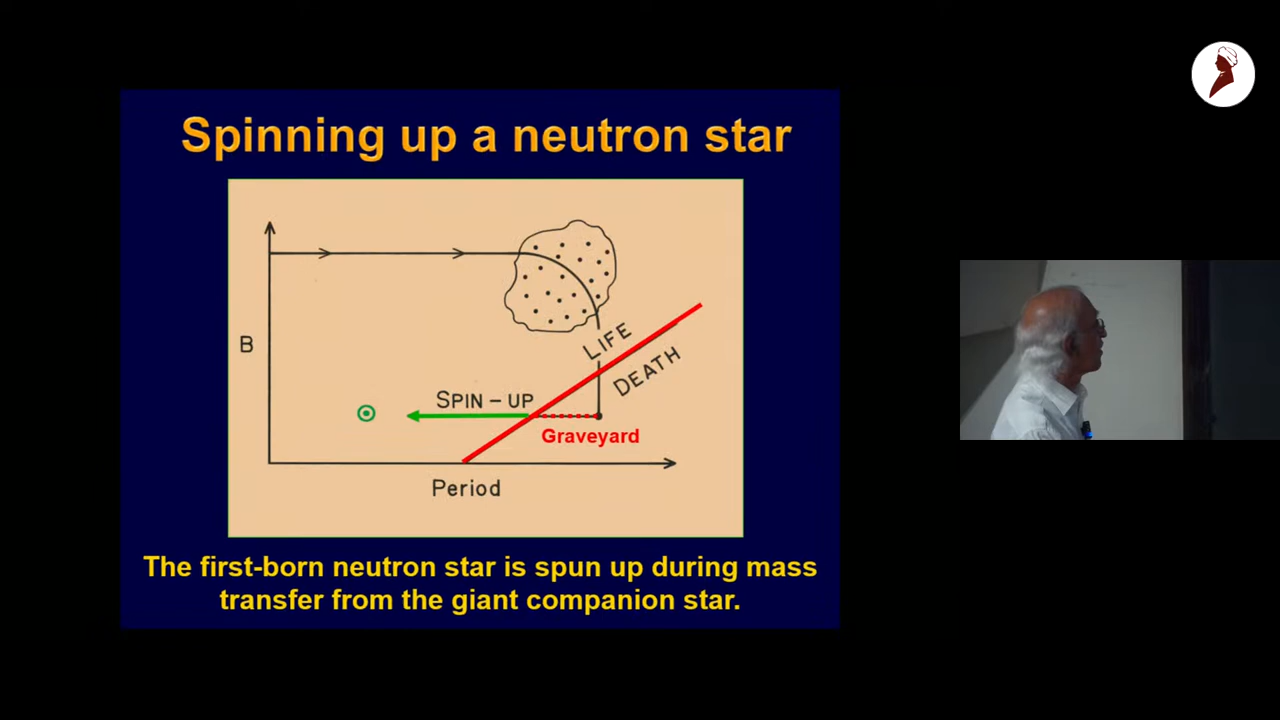 Spinning up a neutron star
LIFE
B
DEATH
SPIN - UP
Graveyard
Period
The first-born neutron star is spun up during mass
transfer from the giant companion star.